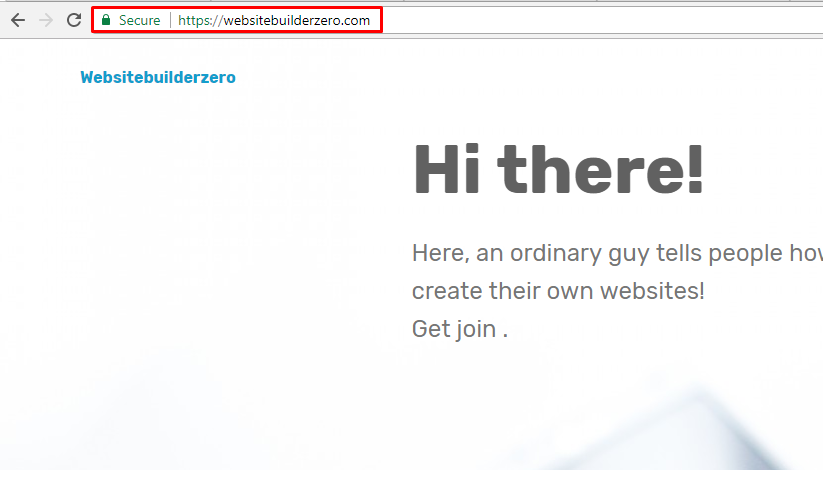 Secure | https://websitebuilderzero.com
Websitebuilderzero
Hi there!
Here, an ordinary guy tells people
create their own websites!
Get join .